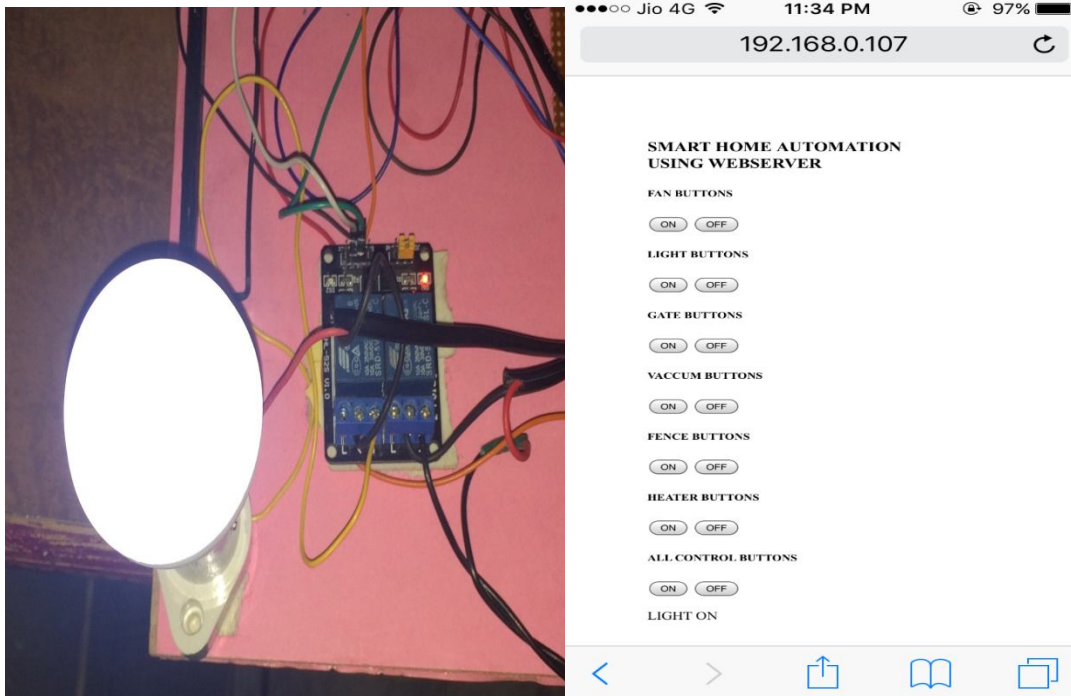 Jio 4G 11:34 PM 97%
192.168.0.107
SMART HOME AUTOMATION
USING WEBSERVER
FAN BUTTONS
ON OFF
LIGHT BUTTONS
ON OFF
GATE BUTTONS
ON OFF
VACCUM BUTTONS
ON OFF
FENCE BUTTONS
ON OFF
HEATER BUTTONS
ON OFF
ALL CONTROL BUTTONS
ON OFF
LIGHT ON